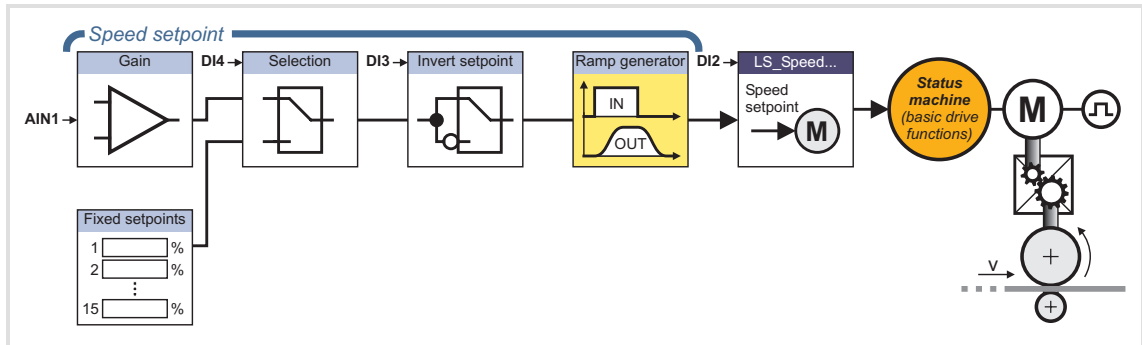 Speed setpoint
Gain
DI4
Selection
DI3
Invert setpoint
Ramp generator
DI2
LS_Speed...
AIN1
IN
OUT
Speed
setpoint
M
Status
machine
(basic drive
functions)
M
Fixed setpoints
1 %
2 %
⋮
15 %
V
+
+